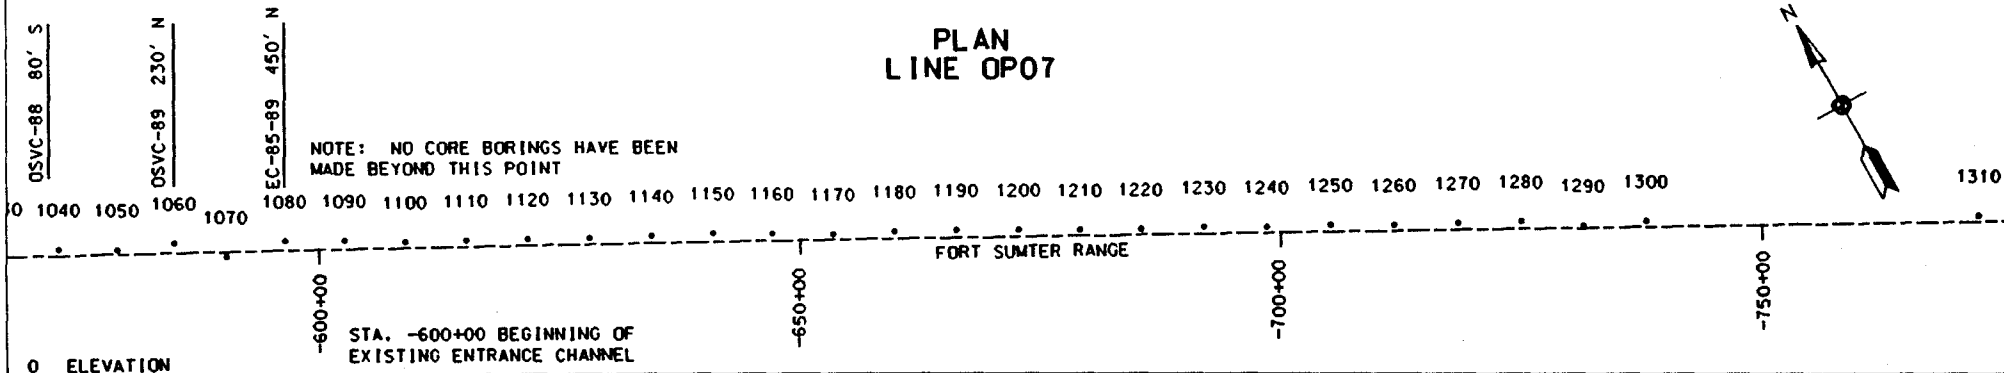 PLAN
LINE OP07
N
OSVC-88 80' S
OSVC-89 230' N
EC-85-89 450' N
NOTE: NO CORE BORINGS HAVE BEEN
MADE BEYOND THIS POINT
1040 1050 1060 1070 1080 1090 1100 1110 1120 1130 1140 1150 1160 1170 1180 1190 1200 1210 1220 1230 1240 1250 1260 1270 1280 1290 1300 1310
FORT SUMTER RANGE
-600+00
-650+00
-700+00
-750+00
STA. -600+00 BEGINNING OF
EXISTING ENTRANCE CHANNEL
0 ELEVATION